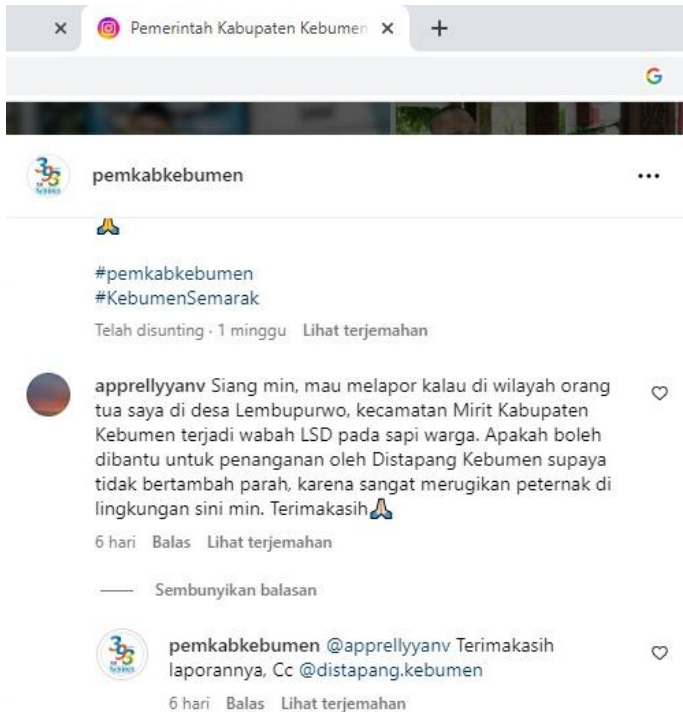 Pemerintah Kabupaten Kebumen
pemkabkebumen
#pemkabkebumen
#KebumenSemarak
Telah disunting · 1 minggu Lihat terjemahan
apprellyyanv Siang min, mau melapor kalau di wilayah orang
tua saya di desa Lembupurwo, kecamatan Mirit Kabupaten
Kebumen terjadi wabah LSD pada sapi warga. Apakah boleh
dibantu untuk penanganan oleh Distapang Kebumen supaya
tidak bertambah parah, karena sangat merugikan peternak di
lingkungan sini min. Terimakasih🙏
6 hari Balas Lihat terjemahan
Sembunyikan balasan
pemkabkebumen @apprellyyanv Terimakasih
laporannya, Cc @distapang.kebumen
6 hari Balas Lihat terjemahan